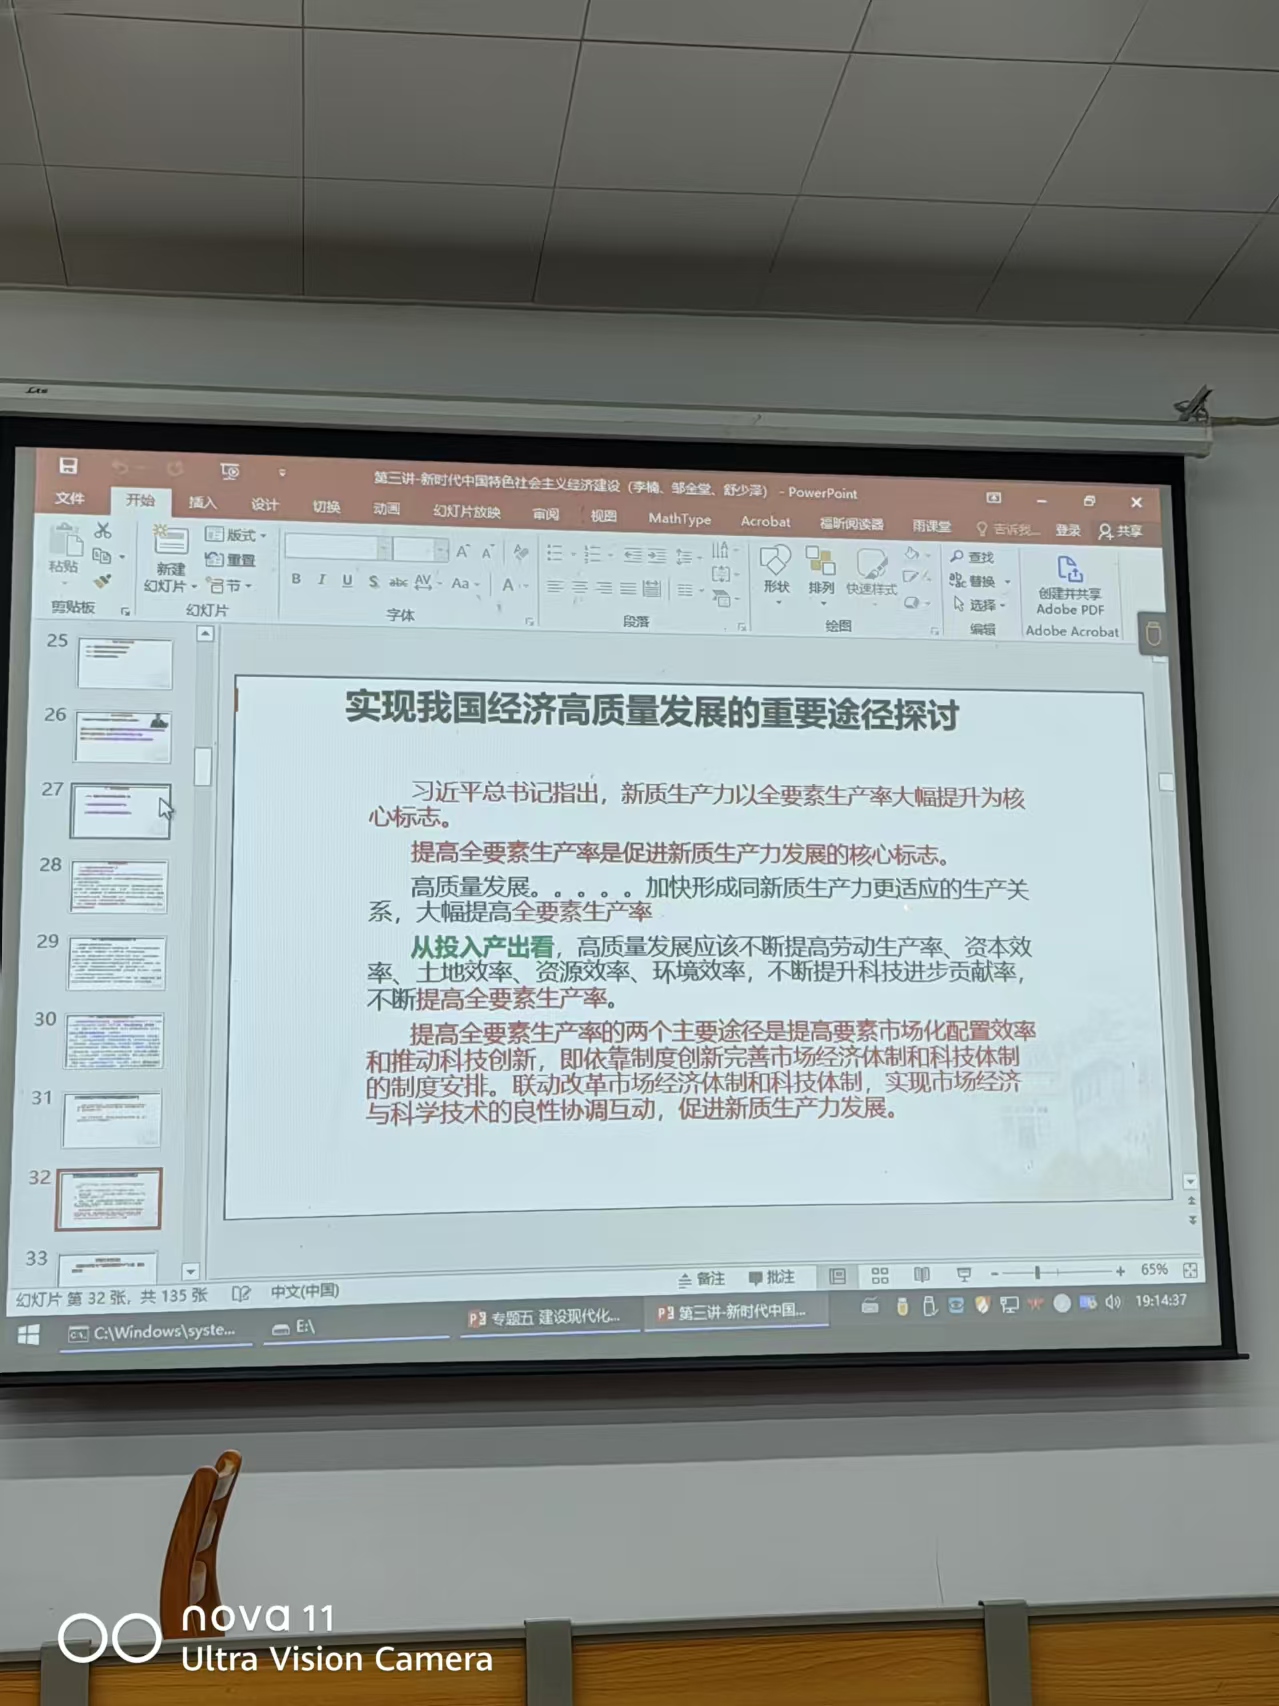 第三讲-新时代中国特色社会主义经济建设（李楠、邹金堂、舒少泽） - PowerPoint
文件 开始 插入 设计 切换 动画 幻灯片放映 审阅 视图 MathType Acrobat 福昕阅读器 雨课堂 告诉我... 登录 共享
粘贴
剪贴板
新建
幻灯片
版式
重置
节
幻灯片
B I U S abc AV Aa A
字体
段落
形状 排列 快速样式
绘图
查找
替换
选择
编辑
创建并共享
Adobe PDF
Adobe Acrobat
25
26
27
28
29
30
31
32
33
实现我国经济高质量发展的重要途径探讨
习近平总书记指出，新质生产力以全要素生产率大幅提升为核
心标志。
提高全要素生产率是促进新质生产力发展的核心标志。
高质量发展。。。。。加快形成同新质生产力更适应的生产关
系，大幅提高全要素生产率
从投入产出看，高质量发展应该不断提高劳动生产率、资本效
率、土地效率、资源效率、环境效率，不断提升科技进步贡献率，
不断提高全要素生产率。
提高全要素生产率的两个主要途径是提高要素市场化配置效率
和推动科技创新，即依靠制度创新完善市场经济体制和科技体制
的制度安排。联动改革市场经济体制和科技体制，实现市场经济
与科学技术的良性协调互动，促进新质生产力发展。
幻灯片 第 32 张，共 135 张 中文(中国) 备注 批注 65%
C:\Windows\syste... E:\ 专题五 建设现代化... 第三讲-新时代中国... 19:14:37
nova 11
Ultra Vision Camera